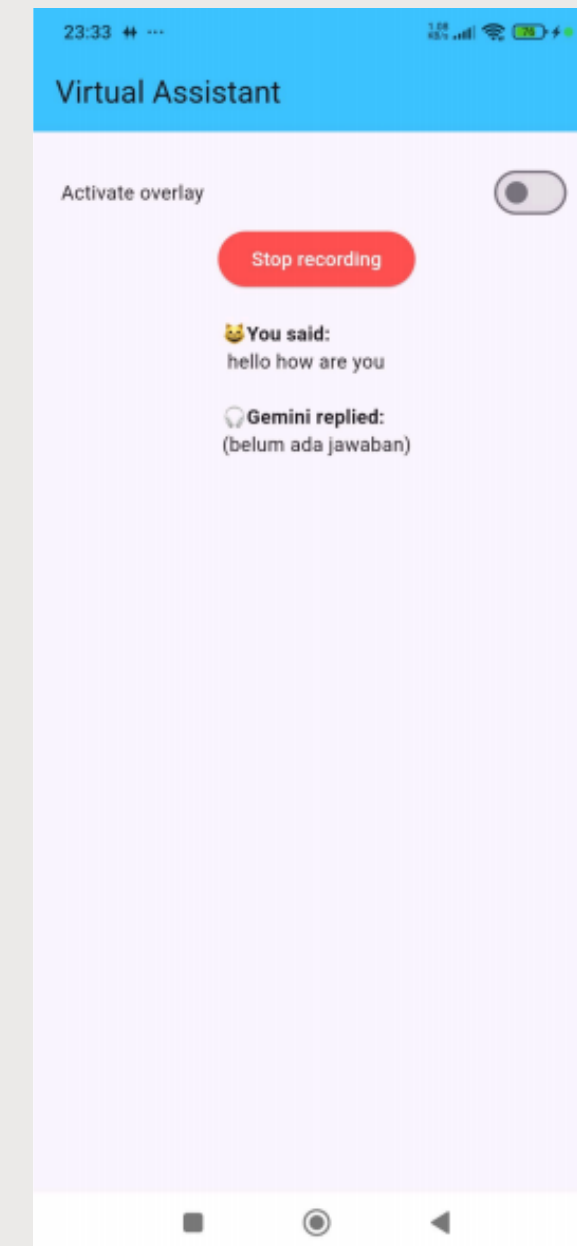 23:33
Virtual Assistant
Activate overlay
Stop recording
😺You said:
hello how are you
🎧Gemini replied:
(belum ada jawaban)